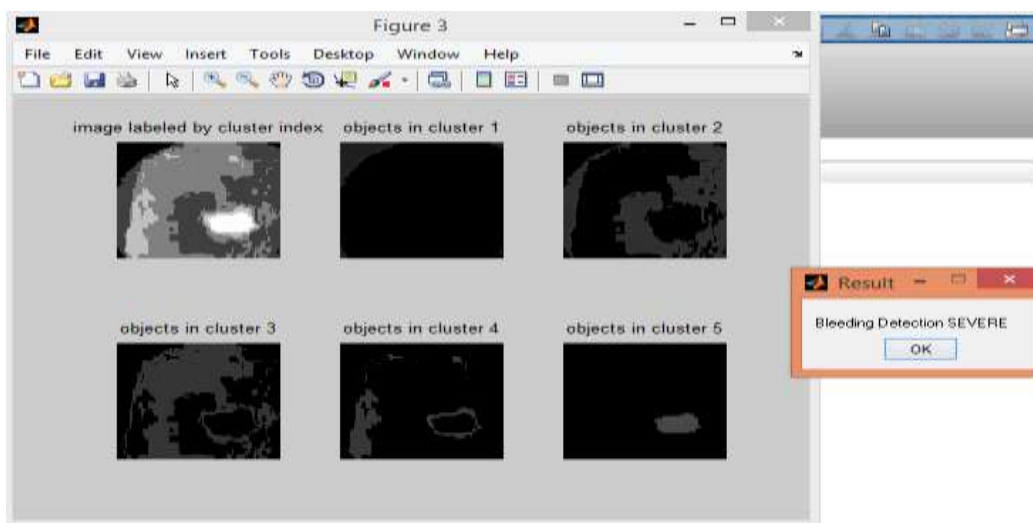 Figure 3
File Edit View Insert Tools Desktop Window Help
image labeled by cluster index objects in cluster 1 objects in cluster 2
objects in cluster 3 objects in cluster 4 objects in cluster 5
Result
Bleeding Detection SEVERE
OK